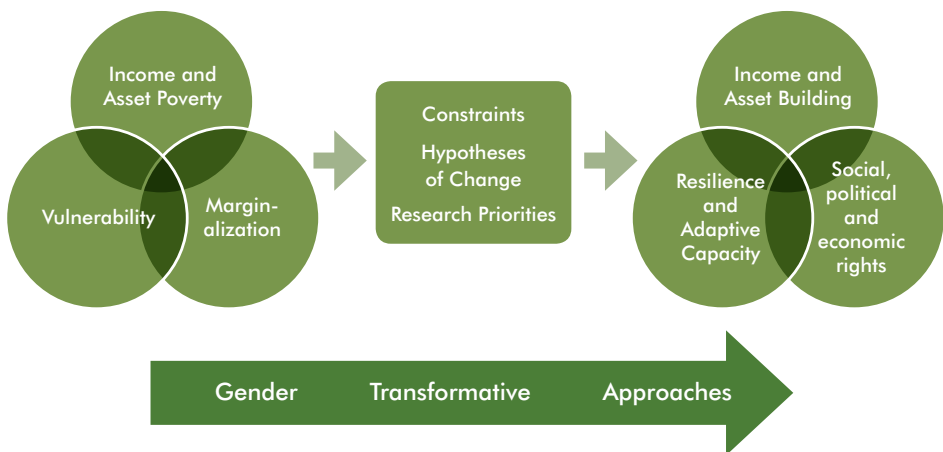 Income and
Asset Poverty
Vulnerability
Margin-
alization
Constraints
Hypotheses
of Change
Research Priorities
Income and
Asset Building
Resilience
and
Adaptive
Capacity
Social,
political
and
economic
rights
Gender Transformative Approaches